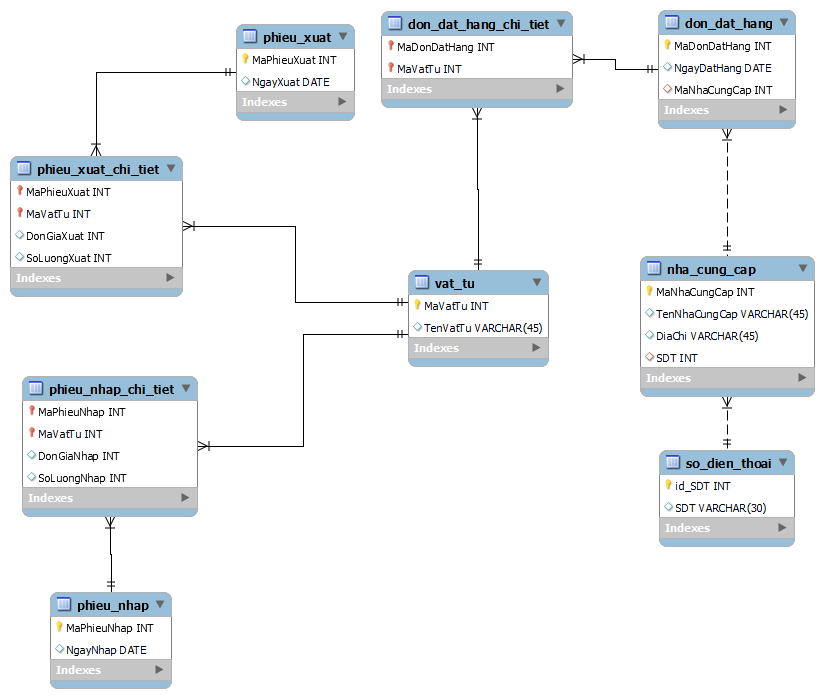 phieu_xuat
MaPhieuXuat INT
NgayXuat DATE
Indexes
don_dat_hang_chi_tiet
MaDonDatHang INT
MaVatTu INT
Indexes
don_dat_hang
MaDonDatHang INT
NgayDatHang DATE
MaNhaCungCap INT
Indexes
phieu_xuat_chi_tiet
MaPhieuXuat INT
MaVatTu INT
DonGiaXuat INT
SoLuongXuat INT
Indexes
vat_tu
MaVatTu INT
TenVatTu VARCHAR(45)
Indexes
nha_cung_cap
MaNhaCungCap INT
TenNhaCungCap VARCHAR(45)
DiaChi VARCHAR(45)
SDT INT
Indexes
phieu_nhap_chi_tiet
MaPhieuNhap INT
MaVatTu INT
DonGiaNhap INT
SoLuongNhap INT
Indexes
so_dien_thoai
id_SDT INT
SDT VARCHAR(30)
Indexes
phieu_nhap
MaPhieuNhap INT
NgayNhap DATE
Indexes